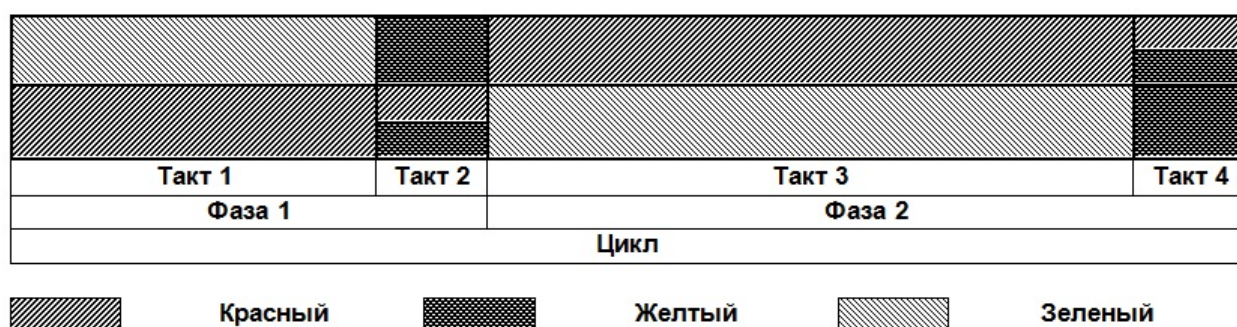 Такт 1 Такт 2 Такт 3 Такт 4
Фаза 1 Фаза 2
Цикл
Красный Желтый Зеленый